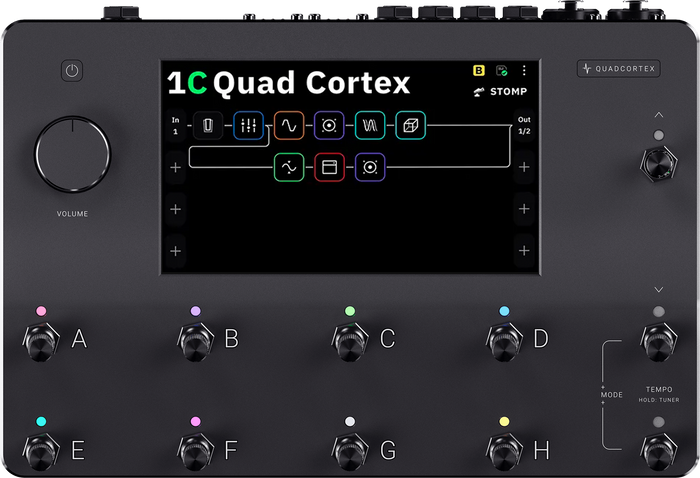 1C Quad Cortex
B
STOMP
QUADCORTEX
In
1
Out
1/2
VOLUME
A
B
C
D
MODE
TEMPO
HOLD: TUNER
E
F
G
H